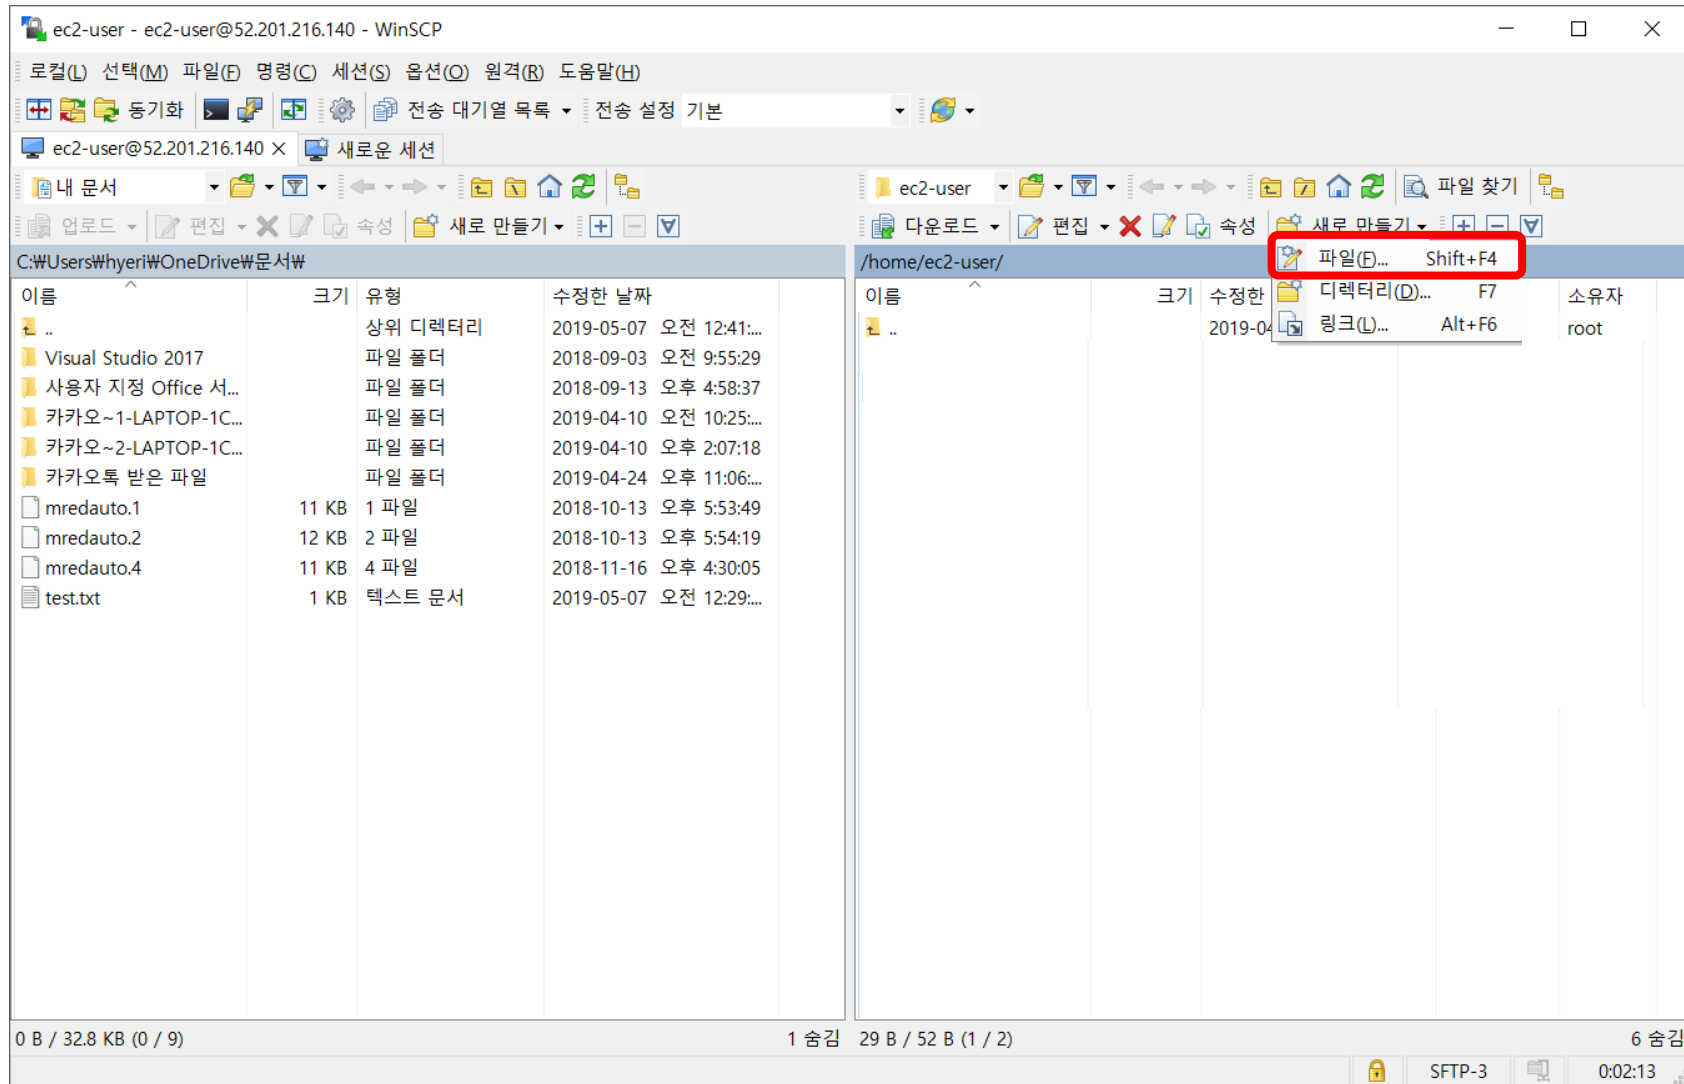 ec2-user - ec2-user@52.201.216.140 - WinSCP
로컬(L) 선택(M) 파일(F) 명령(C) 세션(S) 옵션(O) 원격(R) 도움말(H)
동기화 전송 대기열 목록 전송 설정 기본
ec2-user@52.201.216.140 새로운 세션
내 문서
업로드 편집 속성 새로 만들기
C:₩Users₩hyeri₩OneDrive₩문서₩
이름 크기 유형 수정한 날짜
.. 상위 디렉터리 2019-05-07 오전 12:41:...
Visual Studio 2017 파일 폴더 2018-09-03 오전 9:55:29
사용자 지정 Office 서... 파일 폴더 2018-09-13 오후 4:58:37
카카오~1-LAPTOP-1C... 파일 폴더 2019-04-10 오전 10:25:...
카카오~2-LAPTOP-1C... 파일 폴더 2019-04-10 오후 2:07:18
카카오톡 받은 파일 파일 폴더 2019-04-24 오후 11:06:...
mredauto.1 11 KB 1 파일 2018-10-13 오후 5:53:49
mredauto.2 12 KB 2 파일 2018-10-13 오후 5:54:19
mredauto.4 11 KB 4 파일 2018-11-16 오후 4:30:05
test.txt 1 KB 텍스트 문서 2019-05-07 오전 12:29:...
0 B / 32.8 KB (0 / 9) 1 숨김
ec2-user 파일 찾기
다운로드 편집 속성 새로 만들기
/home/ec2-user/
파일(F)... Shift+F4
디렉터리(D)... F7
링크(L)... Alt+F6
이름 크기 수정한 소유자
.. 2019-04 root
29 B / 52 B (1 / 2) 6 숨김
SFTP-3 0:02:13